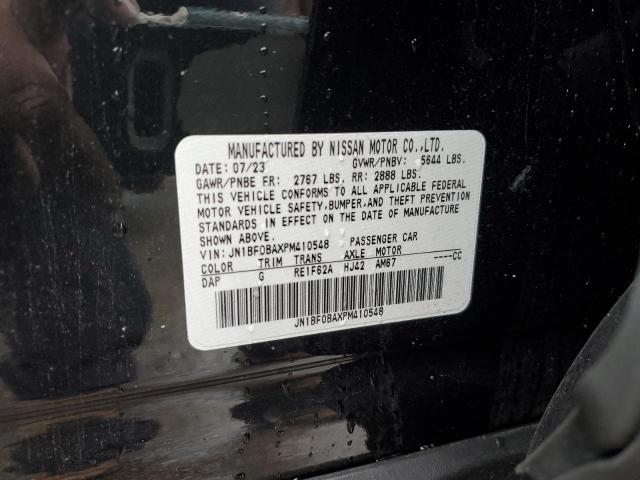 MANUFACTURED BY NISSAN MOTOR CO.,LTD.
DATE: 07/23 GVWR/PNBV: 5644 LBS.
GAWR/PNBE FR: 2767 LBS. RR: 2888 LBS.
THIS VEHICLE CONFORMS TO ALL APPLICABLE FEDERAL
MOTOR VEHICLE SAFETY,BUMPER,AND THEFT PREVENTION
STANDARDS IN EFFECT ON THE DATE OF MANUFACTURE
SHOWN ABOVE.
VIN: JN1BF0BAXPM410548 PASSENGER CAR
COLOR TRIM TRANS AXLE MOTOR ----CC
DAP G RE1F62A HJ42 AM67
JN1BF0BAXPM410548